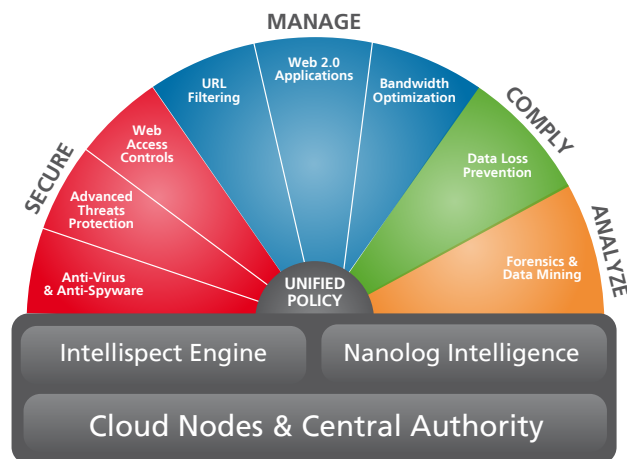 MANAGE
SECURE
COMPLY
ANALYZE
URL
Filtering
Web 2.0
Applications
Bandwidth
Optimization
Web
Access
Controls
Data Loss
Prevention
Advanced
Threats
Protection
Anti-Virus
& Anti-Spyware
Forensics &
Data Mining
UNIFIED
POLICY
Intellispect Engine
Nanolog Intelligence
Cloud Nodes & Central Authority